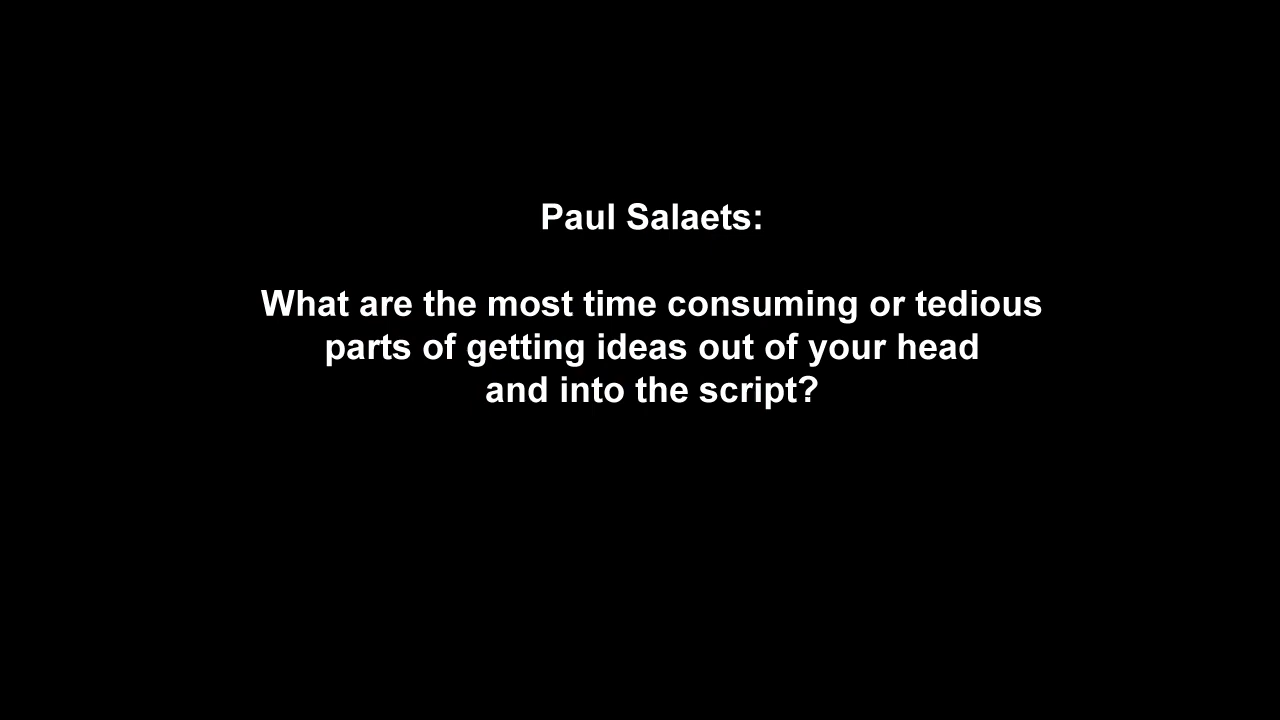 Paul Salaets:
What are the most time consuming or tedious
parts of getting ideas out of your head
and into the script?